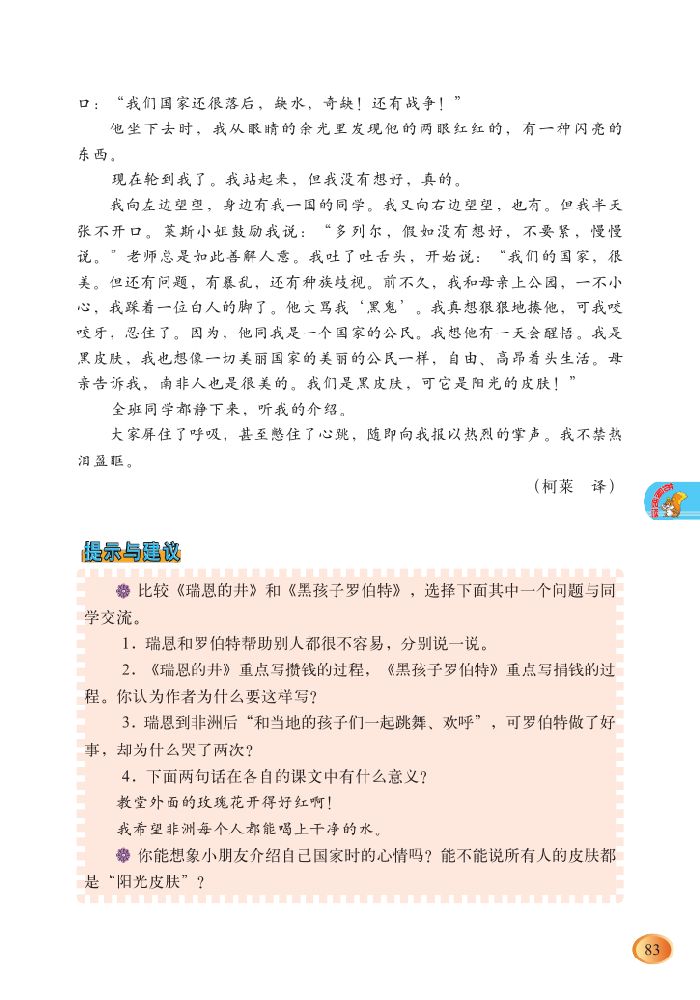 口：“我们国家还很落后，缺水，奇缺！还有战争！”
他坐下去时，我从眼睛的余光里发现他的两眼红红的，有一种闪亮的
东西。
现在轮到我了。我站起来，但我没有想好，真的。
我向左边望望，身边有我一国的同学。我又向右边望望，也有。但我半天
张不开口。莱斯小姐鼓励我说：“多列尔，假如没有想好，不要紧，慢慢
说。”老师总是如此善解人意。我吐了吐舌头，开始说：“我们的国家，很
美。但还有问题，有暴乱，还有种族歧视。前不久，我和母亲上公园，一不小
心，我踩着一位白人的脚了。他大骂我‘黑鬼’。我真想狠狠地揍他，可我咬
咬牙，忍住了。因为，他同我是一个国家的公民。我想他有一天会醒悟。我是
黑皮肤，我也想像一切美丽国家的美丽的公民一样，自由、高昂着头生活。母
亲告诉我，南非人也是很美的。我们是黑皮肤，可它是阳光的皮肤！”
全班同学都静下来，听我的介绍。
大家屏住了呼吸，甚至憋住了心跳，随即向我报以热烈的掌声。我不禁热
泪盈眶。
（柯莱 译）
提示与建议
比较《瑞恩的井》和《黑孩子罗伯特》，选择下面其中一个问题与同
学交流。
1．瑞恩和罗伯特帮助别人都很不容易，分别说一说。
2．《瑞恩的井》重点写攒钱的过程，《黑孩子罗伯特》重点写捐钱的过
程。你认为作者为什么要这样写？
3．瑞恩到非洲后“和当地的孩子们一起跳舞、欢呼”，可罗伯特做了好
事，却为什么哭了两次？
4．下面两句话在各自的课文中有什么意义？
教堂外面的玫瑰花开得好红啊！
我希望非洲每个人都能喝上干净的水。
你能想象小朋友介绍自己国家时的心情吗？能不能说所有人的皮肤都
是“阳光皮肤”？
83